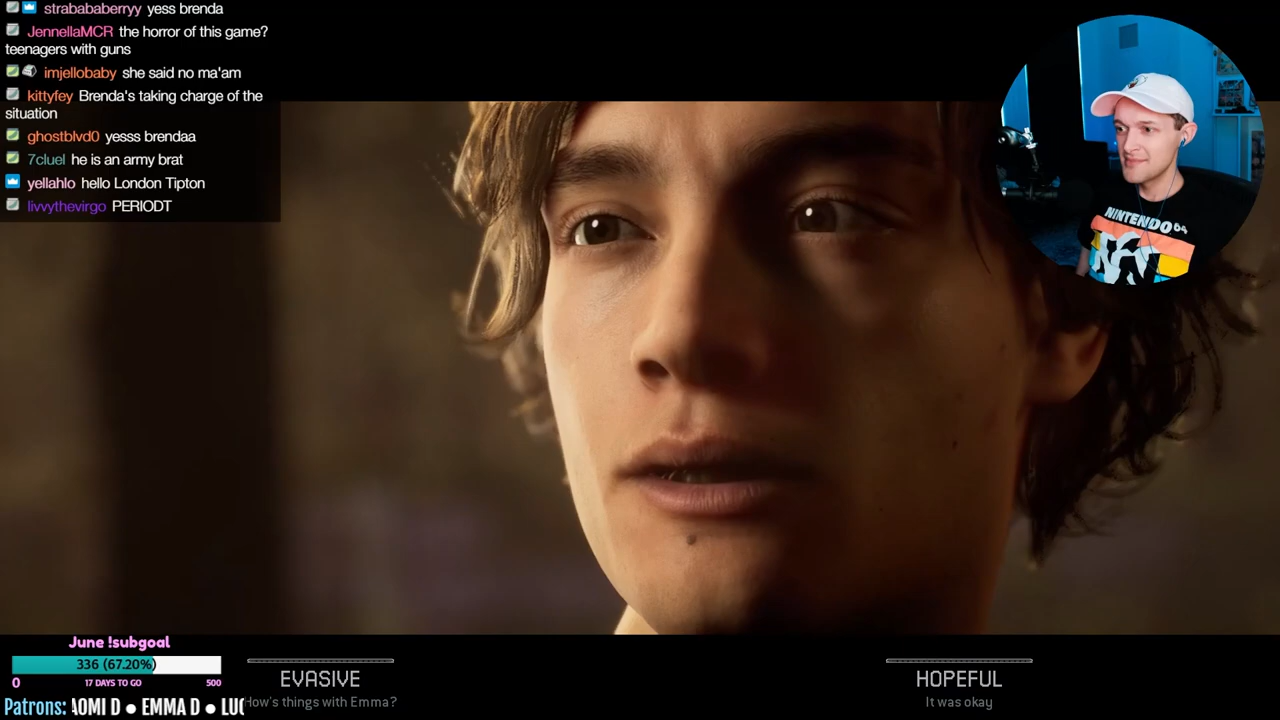 strabababerryy yess brenda
JennellaMCR the horror of this game?
teenagers with guns
imjellobaby she said no ma'am
kittyfey Brenda's taking charge of the
situation
ghostblvd0 yesss brendaa
7cluel he is an army brat
yellahlo hello London Tipton
livvythevirgo PERIODT
NINTENDO 64
June !subgoal
336 (67.20%)
0 17 DAYS TO GO 500
Patrons: AOMI D ● EMMA D ● LU
EVASIVE
How's things with Emma?
HOPEFUL
It was okay